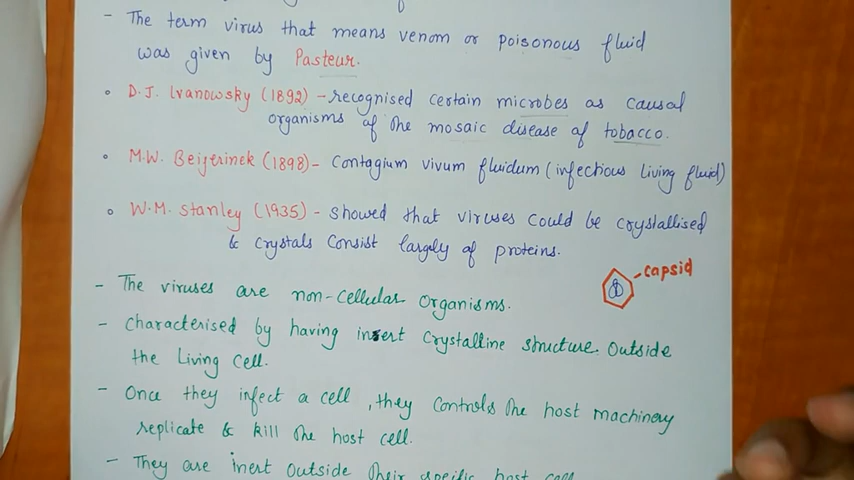 - The term virus that means venom or poisonous fluid
was given by Pasteur.
D.J. Ivanowsky (1892) - recognised certain microbes as causal
organisms of the mosaic disease of tobacco.
M.W. Beijerinek (1898) - Contagium vivum fluidum (infectious living fluid)
W.M. Stanley (1935) - showed that viruses could be crystallised
& crystals consist largely of proteins.
capsid
- The viruses are non-cellular organisms.
- Characterised by having inert crystalline structure outside
the living cell.
- Once they infect a cell, they controls the host machinery
replicate & kill the host cell.
- They are inert outside their specific host cell